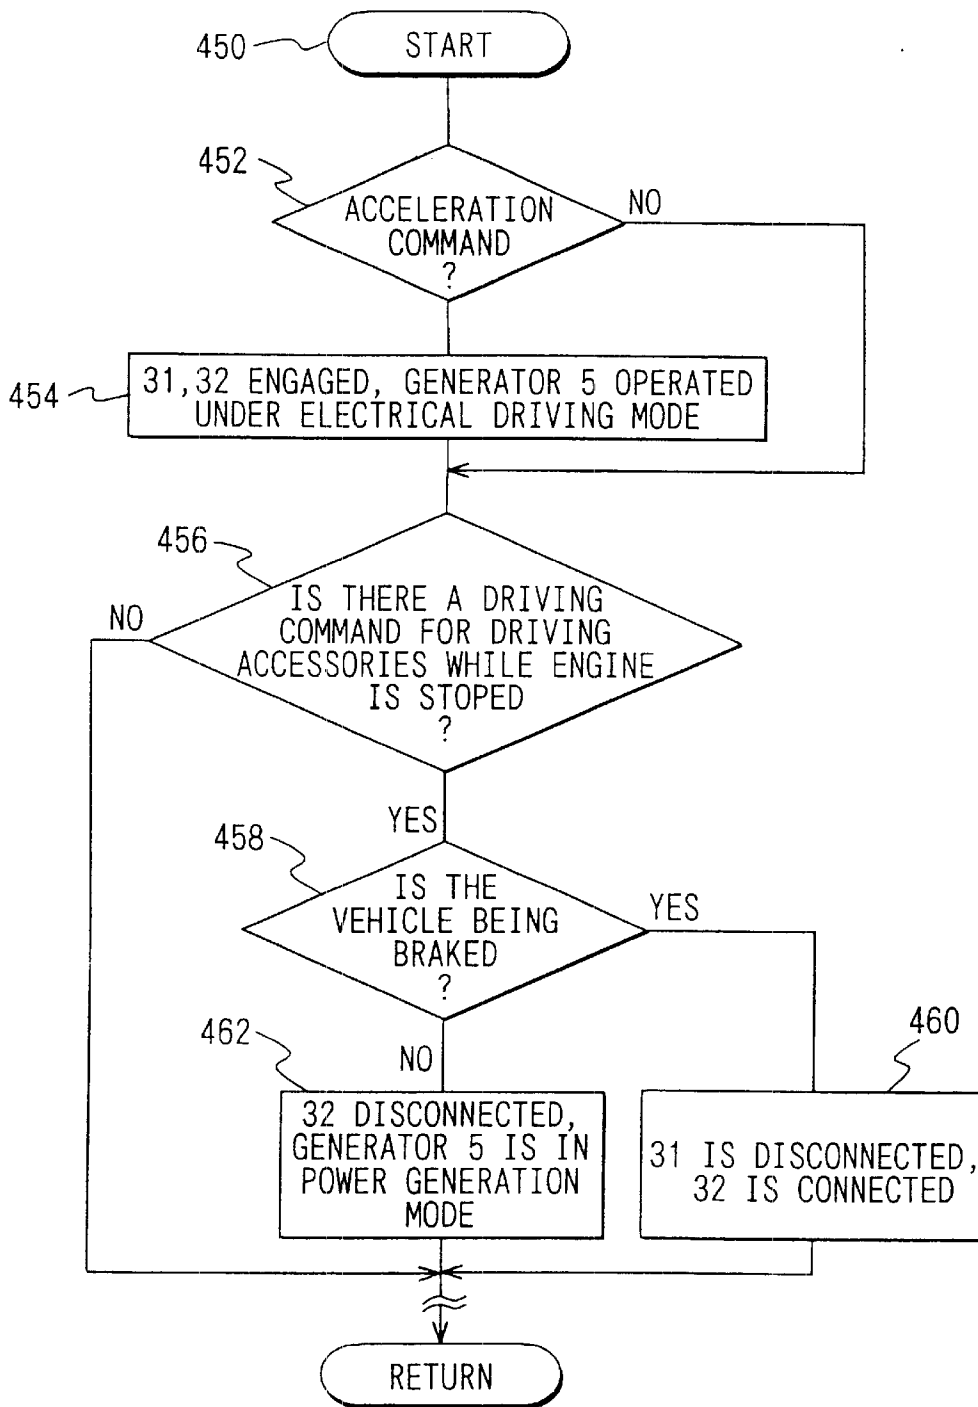 450
START
452
ACCELERATION
COMMAND
?
NO
454
31,32 ENGAGED, GENERATOR 5 OPERATED
UNDER ELECTRICAL DRIVING MODE
456
NO
IS THERE A DRIVING
COMMAND FOR DRIVING
ACCESSORIES WHILE ENGINE
IS STOPED
?
YES
458
IS THE
VEHICLE BEING
BRAKED
?
YES
462
NO
460
32 DISCONNECTED,
GENERATOR 5 IS IN
POWER GENERATION
MODE
31 IS DISCONNECTED,
32 IS CONNECTED
RETURN